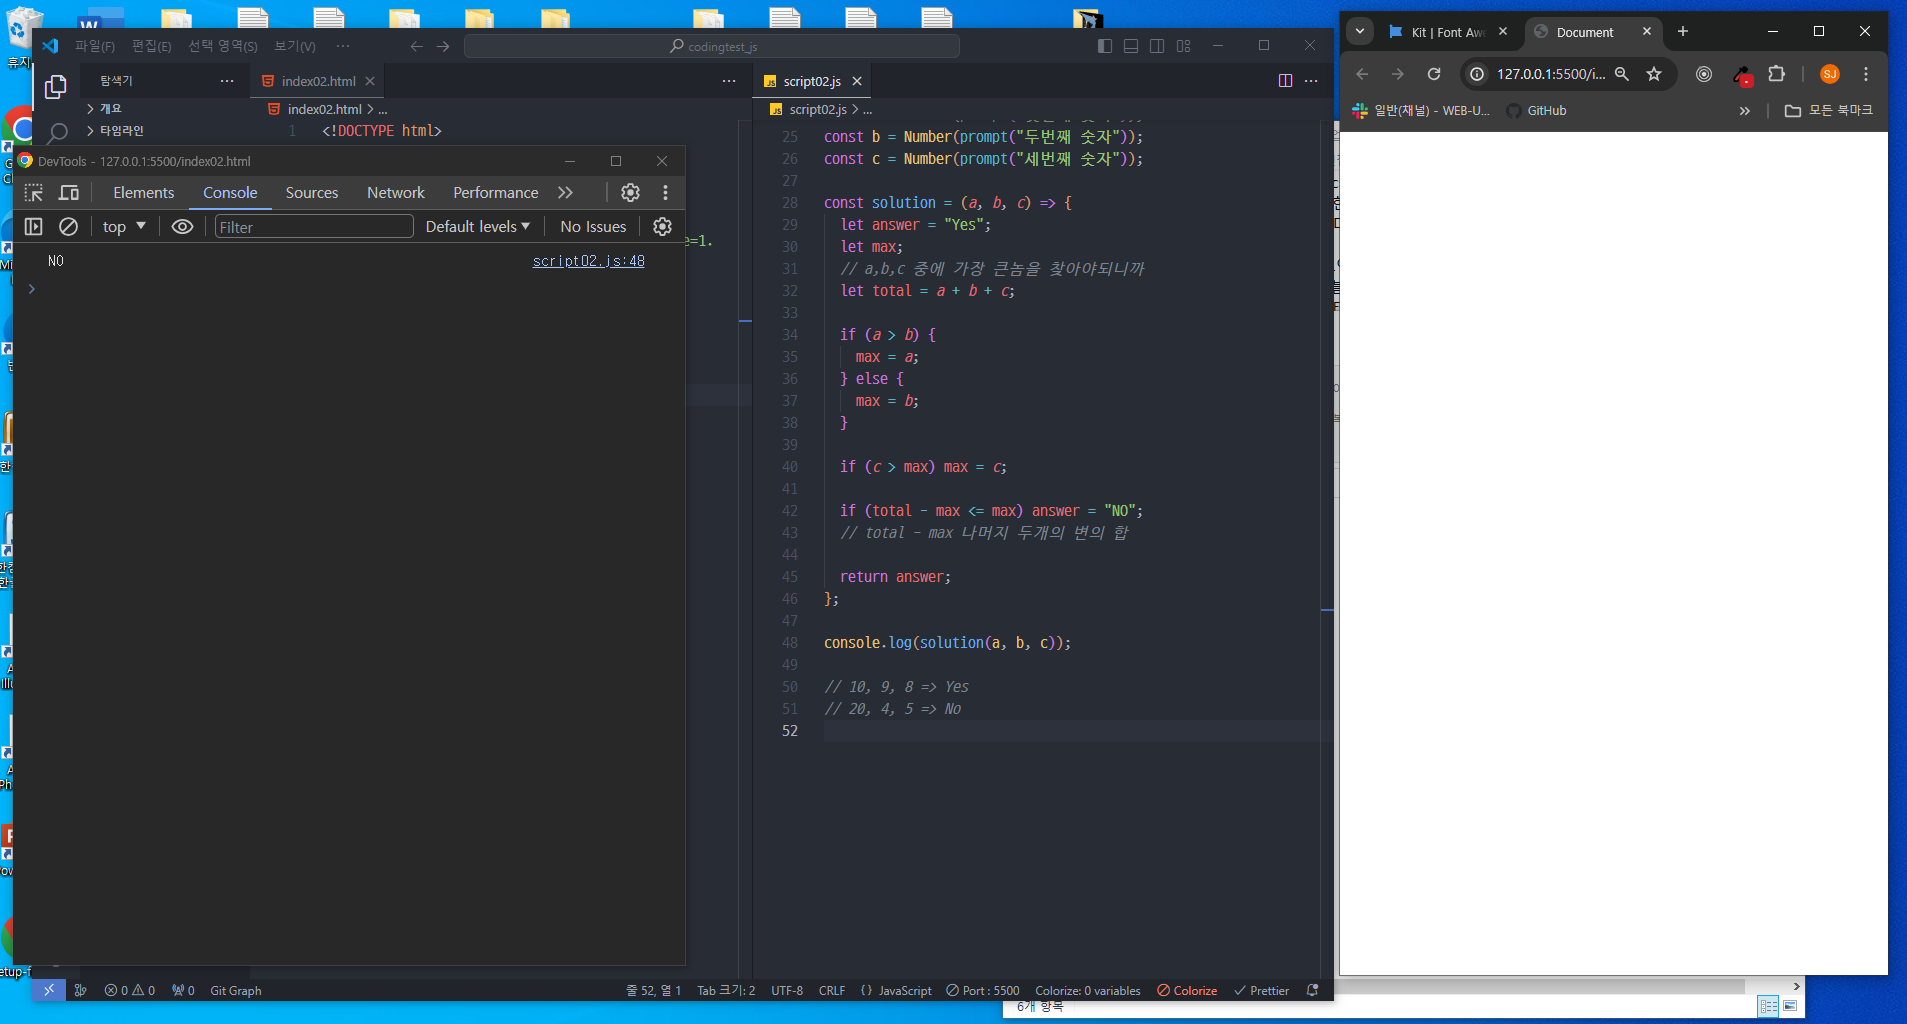 휴지
파일(F) 편집(E) 선택 영역(S) 보기(V) ···
codingtest_js
탐색기 ···
index02.html
···
script02.js
···
개요
타임라인
index02.html > ...
script02.js > ...
1 <!DOCTYPE html>
DevTools - 127.0.0.1:5500/index02.html
Elements Console Sources Network Performance
top Filter Default levels No Issues
NO script02.js:48
e=1.
25 const b = Number(prompt("두번째 숫자"));
26 const c = Number(prompt("세번째 숫자"));
27
28 const solution = (a, b, c) => {
29 let answer = "Yes";
30 let max;
31 // a,b,c 중에 가장 큰놈을 찾아야되니까
32 let total = a + b + c;
33
34 if (a > b) {
35 max = a;
36 } else {
37 max = b;
38 }
39
40 if (c > max) max = c;
41
42 if (total - max <= max) answer = "NO";
43 // total - max 나머지 두개의 변의 합
44
45 return answer;
46 };
47
48 console.log(solution(a, b, c));
49
50 // 10, 9, 8 => Yes
51 // 20, 4, 5 => No
52
0 0 0 Git Graph
줄 52, 열 1 Tab 크기: 2 UTF-8 CRLF {} JavaScript Port : 5500 Colorize: 0 variables Colorize Prettier
Kit | Font Aw
Document
127.0.0.1:5500/i...
SJ
일반(채널) - WEB-U...
GitHub
모든 북마크
6개 항목